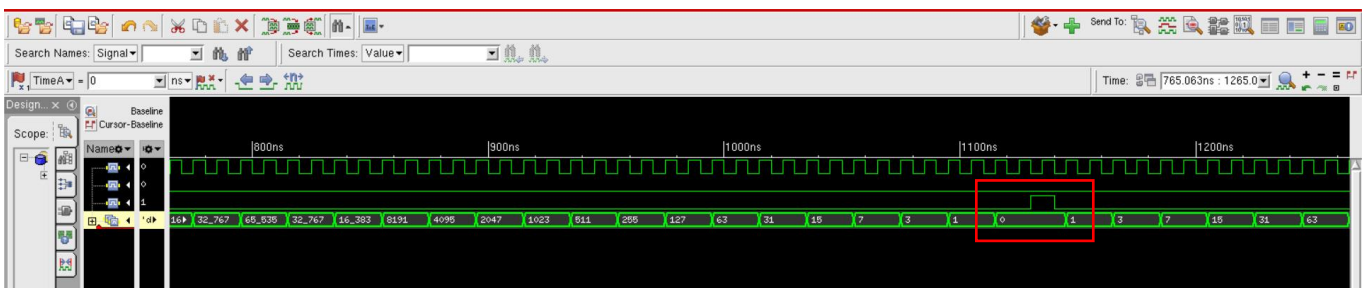 Send To:
Search Names: Signal
Search Times: Value
TimeA = 0 ns
Time: 765.063ns : 1265.0
Design...
Baseline
Cursor-Baseline
Scope:
Name
800ns 900ns 1000ns 1100ns 1200ns
0
0
1
'd 16 32_767 65_535 32_767 16_383 8191 4095 2047 1023 511 255 127 63 31 15 7 3 1 0 1 3 7 15 31 63